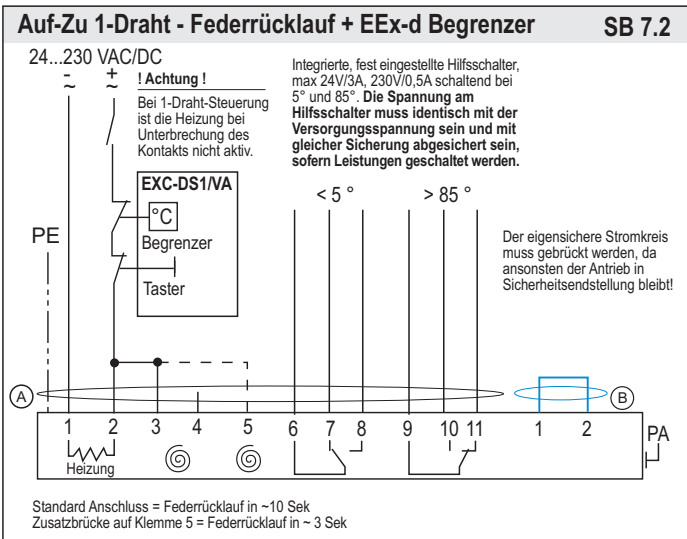 Auf-Zu 1-Draht - Federrücklauf + EEx-d Begrenzer SB 7.2
24...230 VAC/DC
- +
~ ~
! Achtung !
Bei 1-Draht-Steuerung
ist die Heizung bei
Unterbrechung des
Kontakts nicht aktiv.
Integrierte, fest eingestellte Hilfsschalter,
max 24V/3A, 230V/0,5A schaltend bei
5° und 85°. Die Spannung am
Hilfsschalter muss identisch mit der
Versorgungsspannung sein und mit
gleicher Sicherung abgesichert sein,
sofern Leistungen geschaltet werden.
EXC-DS1/VA
°C
Begrenzer
Taster
< 5 ° > 85 °
PE
Der eigensichere Stromkreis
muss gebrückt werden, da
ansonsten der Antrieb in
Sicherheitsendstellung bleibt!
A B
1 2 3 4 5 6 7 8 9 10 11 1 2
PA
Heizung
Standard Anschluss = Federrücklauf in ~10 Sek
Zusatzbrücke auf Klemme 5 = Federrücklauf in ~ 3 Sek